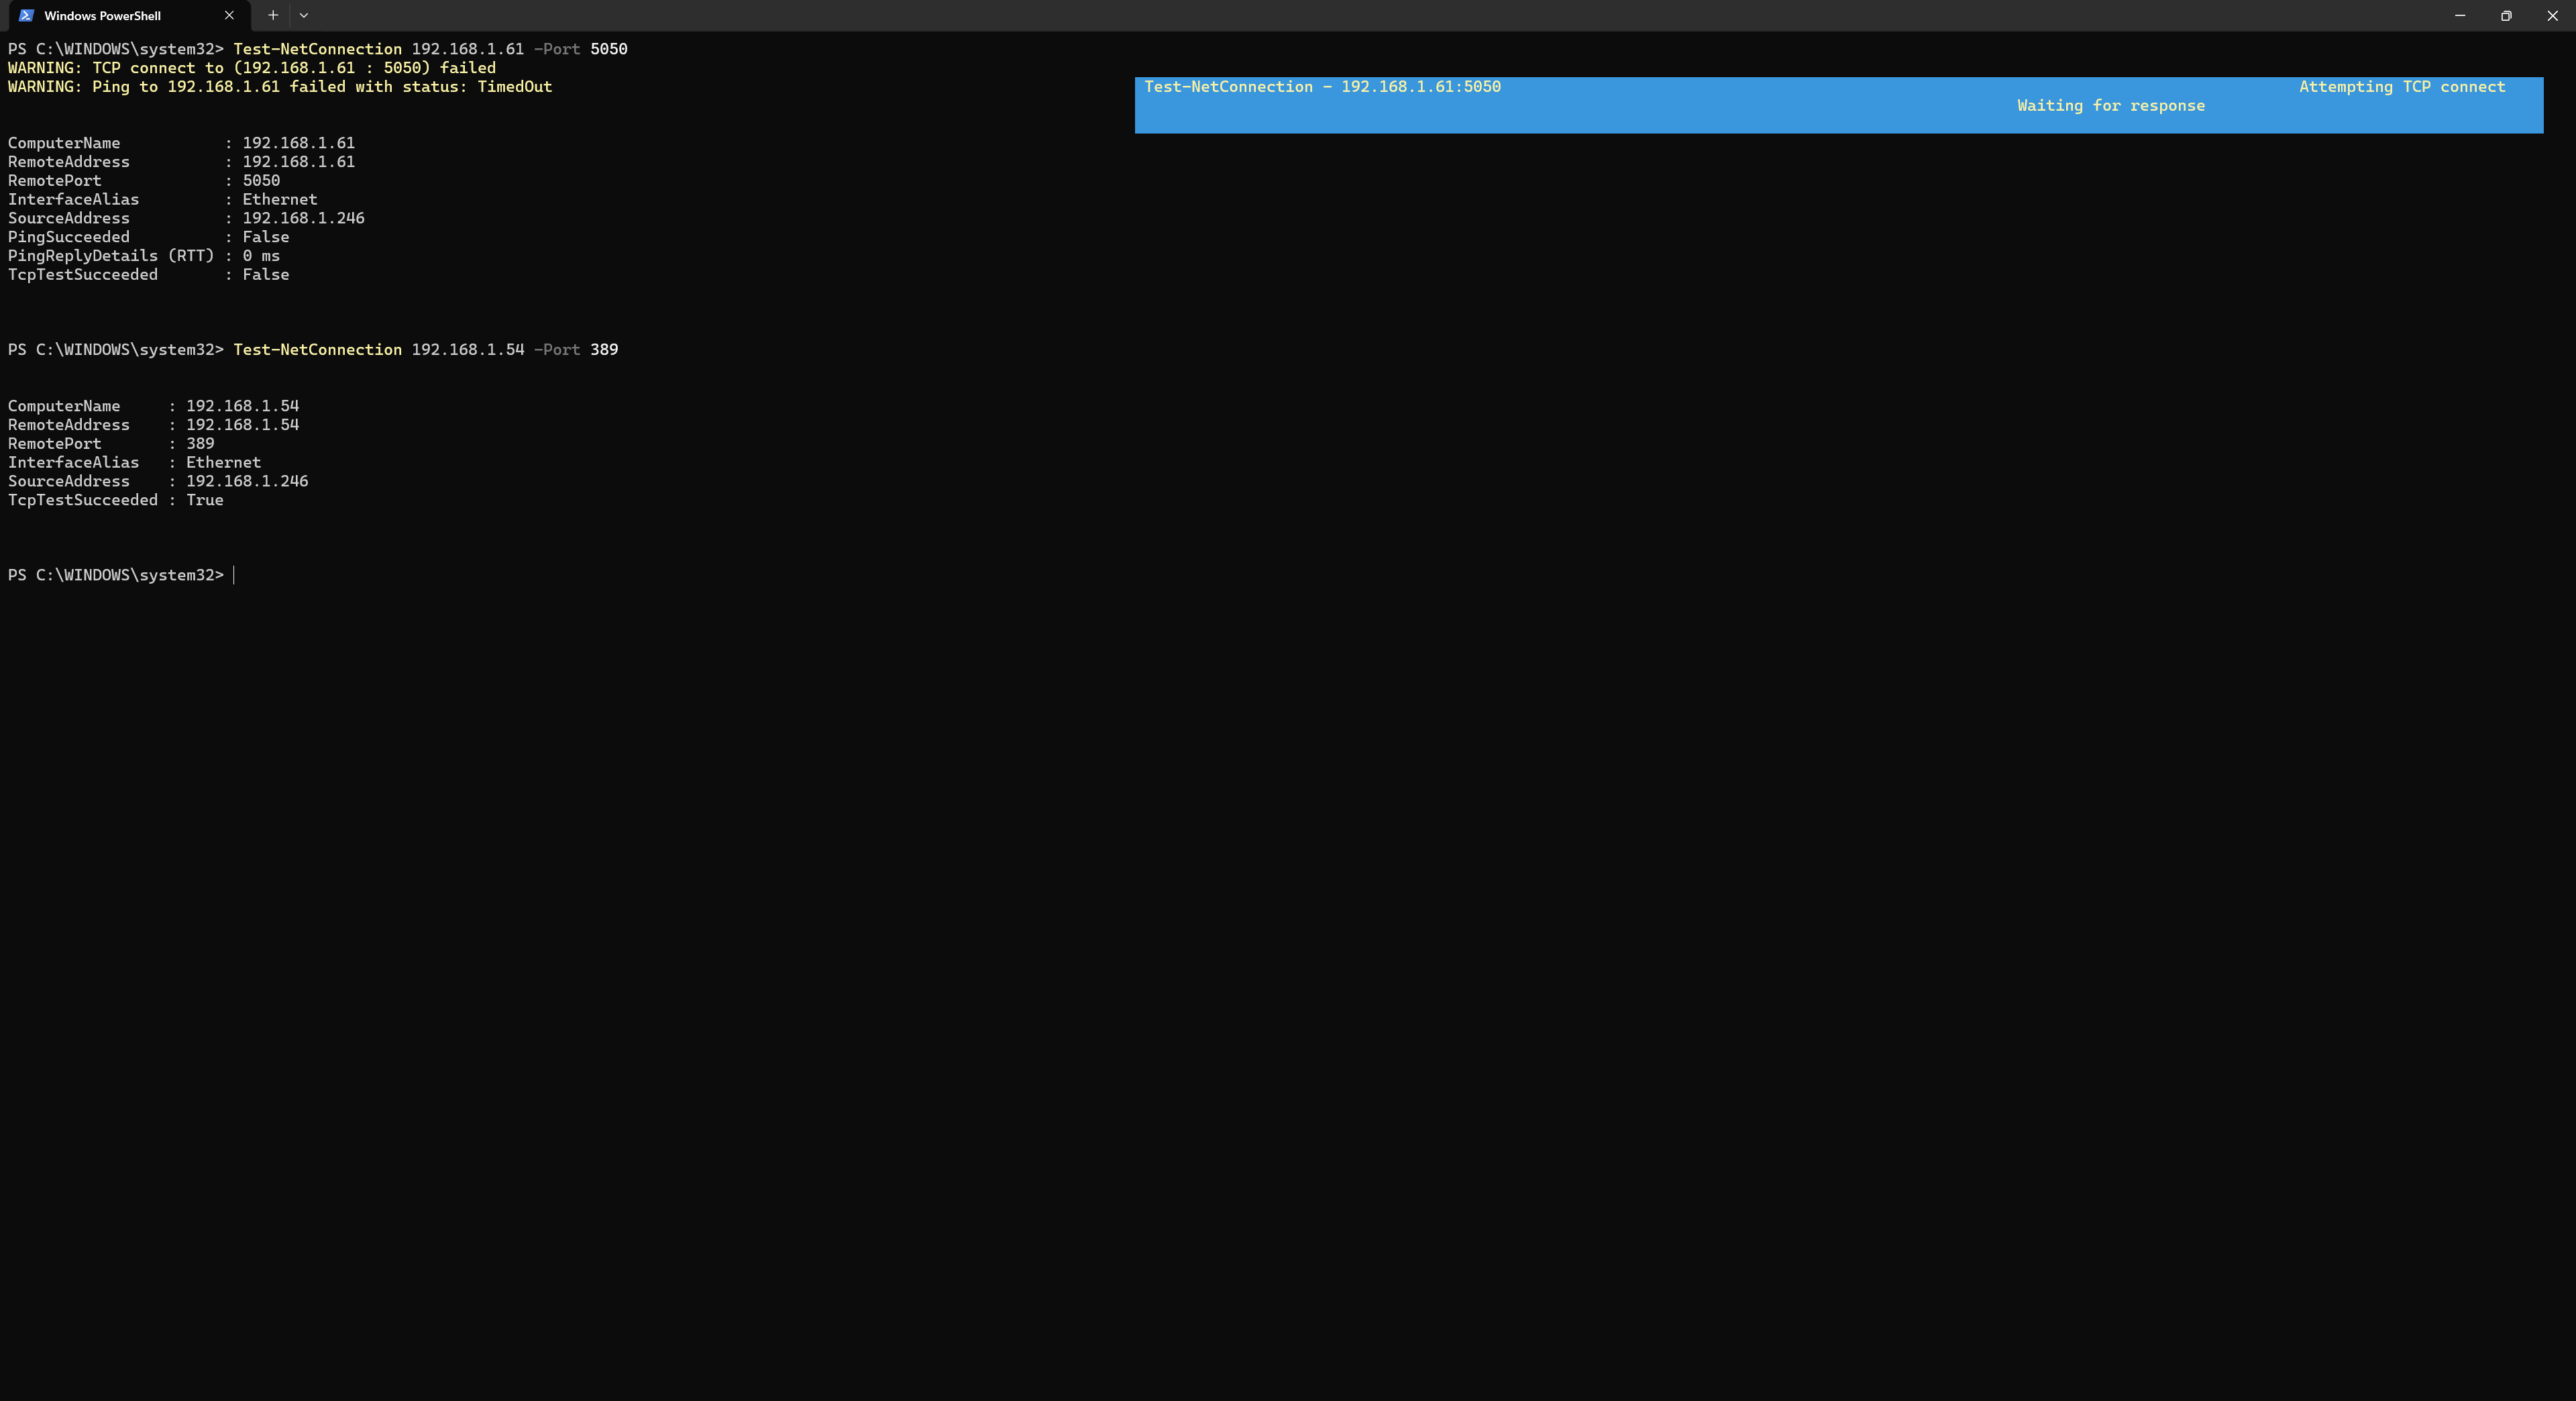 Windows PowerShell
PS C:\WINDOWS\system32> Test-NetConnection 192.168.1.61 -Port 5050
WARNING: TCP connect to (192.168.1.61 : 5050) failed
WARNING: Ping to 192.168.1.61 failed with status: TimedOut
Test-NetConnection - 192.168.1.61:5050 Attempting TCP connect
Waiting for response
ComputerName : 192.168.1.61
RemoteAddress : 192.168.1.61
RemotePort : 5050
InterfaceAlias : Ethernet
SourceAddress : 192.168.1.246
PingSucceeded : False
PingReplyDetails (RTT) : 0 ms
TcpTestSucceeded : False
PS C:\WINDOWS\system32> Test-NetConnection 192.168.1.54 -Port 389
ComputerName : 192.168.1.54
RemoteAddress : 192.168.1.54
RemotePort : 389
InterfaceAlias : Ethernet
SourceAddress : 192.168.1.246
TcpTestSucceeded : True
PS C:\WINDOWS\system32>